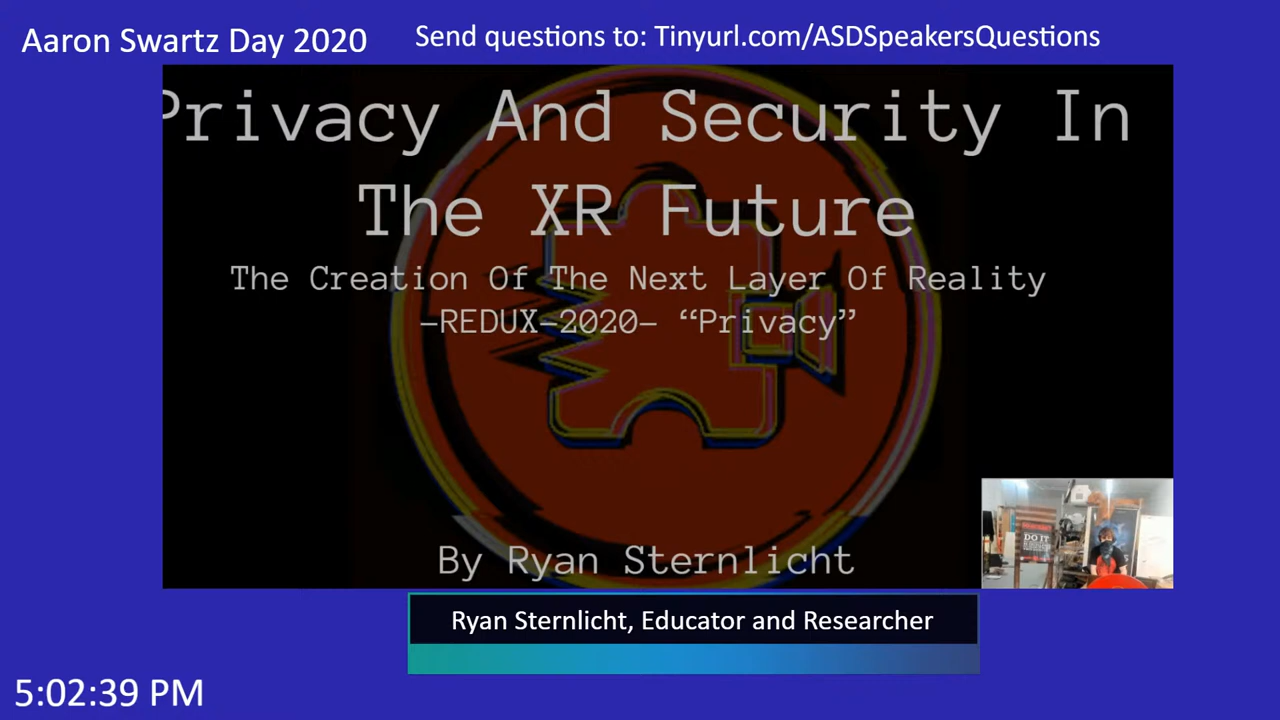 Aaron Swartz Day 2020
Send questions to: Tinyurl.com/ASDSpeakersQuestions
Privacy And Security In
The XR Future
The Creation Of The Next Layer Of Reality
-REDUX-2020- “Privacy”
By Ryan Sternlicht
DO IT
Ryan Sternlicht, Educator and Researcher
5:02:39 PM